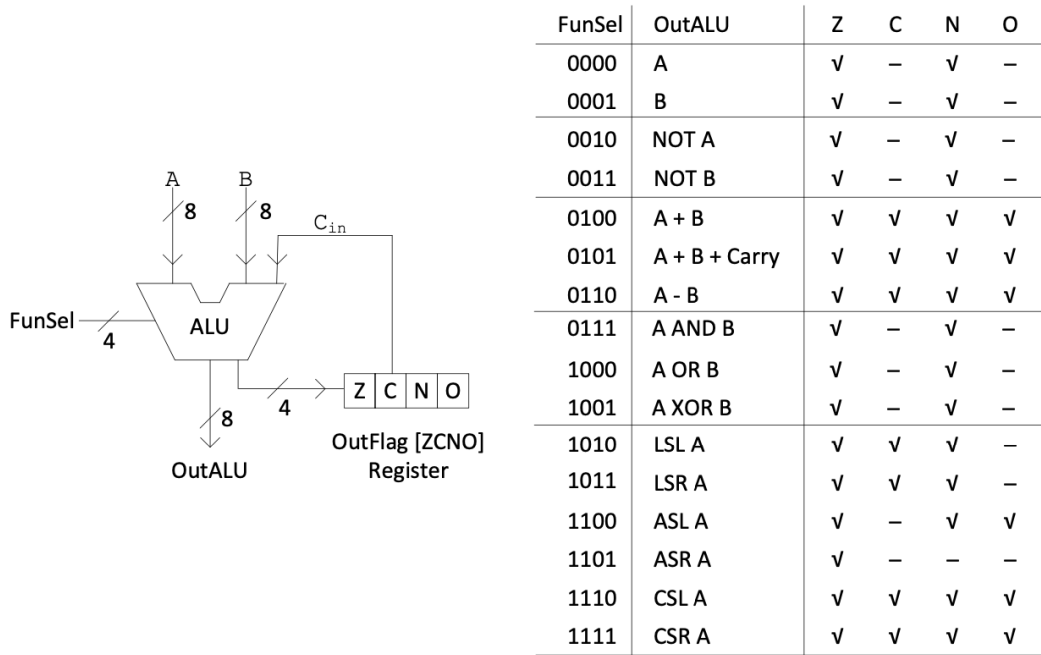 A B
8 8
C_in
FunSel
4
ALU
Z C N O
4
8
OutFlag [ZCNO]
Register
OutALU
FunSel OutALU Z C N O
0000 A √ – √ –
0001 B √ – √ –
0010 NOT A √ – √ –
0011 NOT B √ – √ –
0100 A + B √ √ √ √
0101 A + B + Carry √ √ √ √
0110 A - B √ √ √ √
0111 A AND B √ – √ –
1000 A OR B √ – √ –
1001 A XOR B √ – √ –
1010 LSL A √ √ √ –
1011 LSR A √ √ √ –
1100 ASL A √ – √ √
1101 ASR A √ – – –
1110 CSL A √ √ √ √
1111 CSR A √ √ √ √